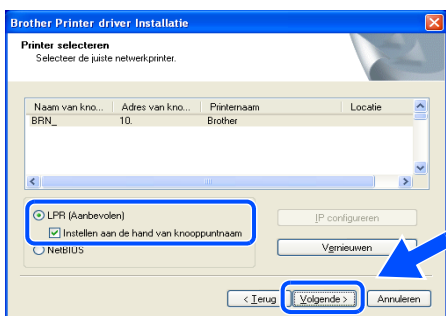 Brother Printer driver Installatie
Printer selecteren
Selecteer de juiste netwerkprinter.
Naam van kno... Adres van kno... Printernaam Locatie
BRN_ 10. Brother
LPR (Aanbevolen)
Instellen aan de hand van knooppuntnaam
NetBIOS
IP configureren
Vernieuwen
< Terug Volgende > Annuleren